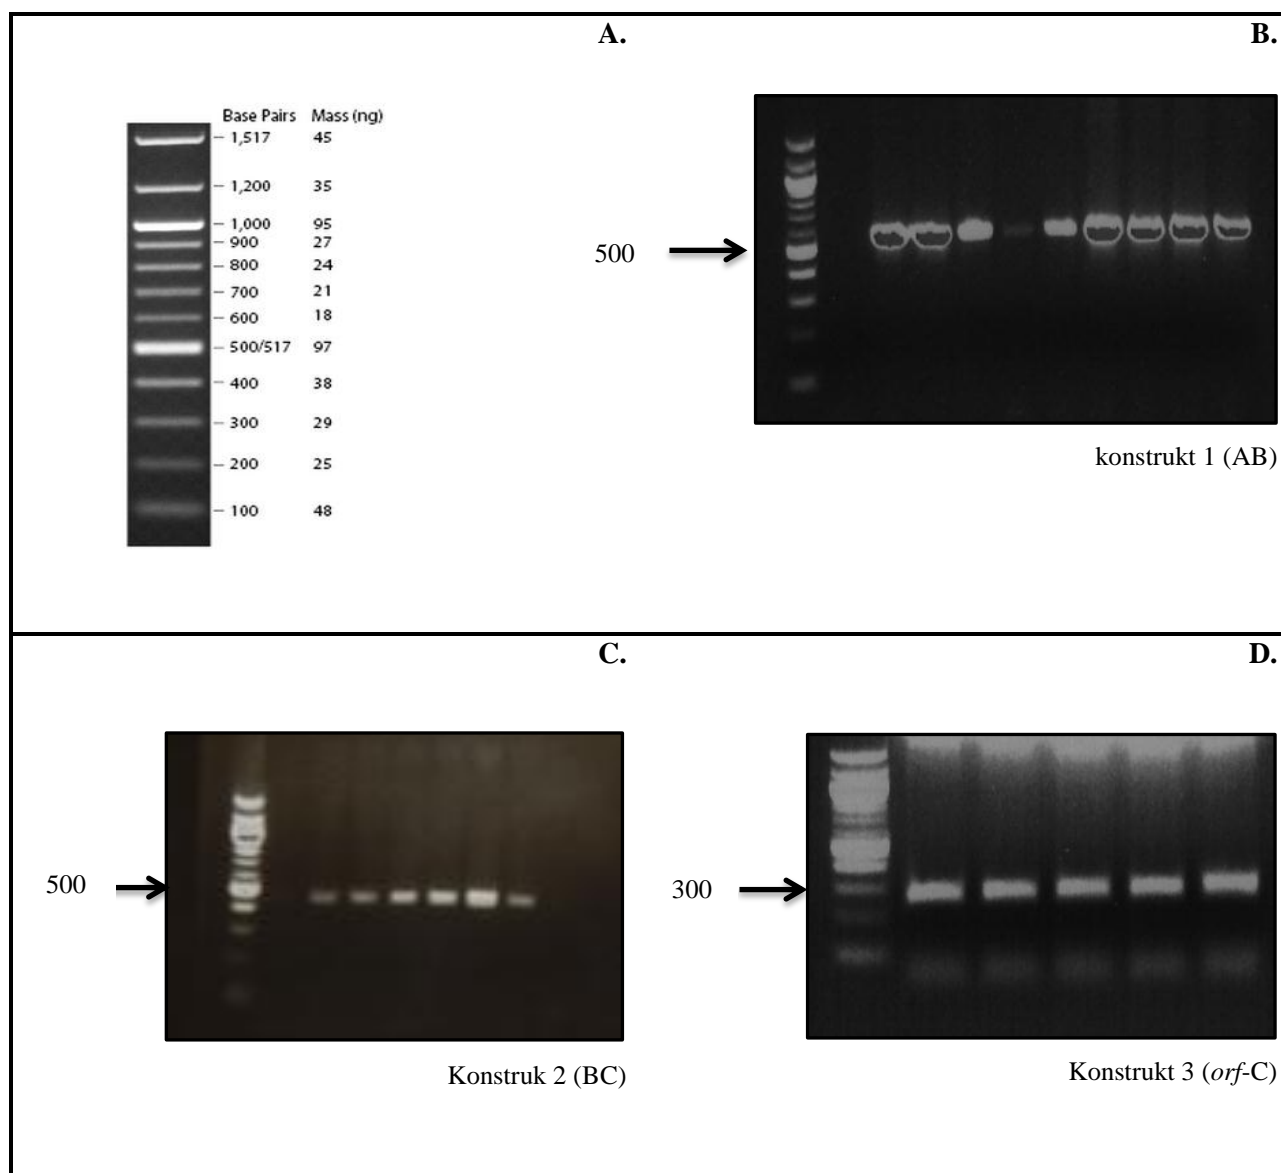 A.
Base Pairs Mass (ng)
1,517 45
1,200 35
1,000 95
900 27
800 24
700 21
600 18
500/517 97
400 38
300 29
200 25
100 48
B.
500
konstrukt 1 (AB)
C.
500
Konstruk 2 (BC)
D.
300
Konstrukt 3 (orf-C)